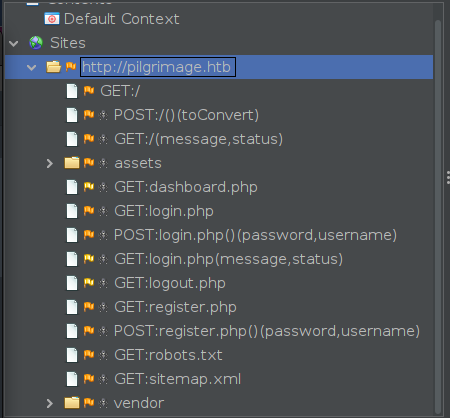 Default Context
Sites
http://pilgrimage.htb
GET:/
POST:/()(toConvert)
GET:/(message,status)
assets
GET:dashboard.php
GET:login.php
POST:login.php()(password,username)
GET:login.php(message,status)
GET:logout.php
GET:register.php
POST:register.php()(password,username)
GET:robots.txt
GET:sitemap.xml
vendor